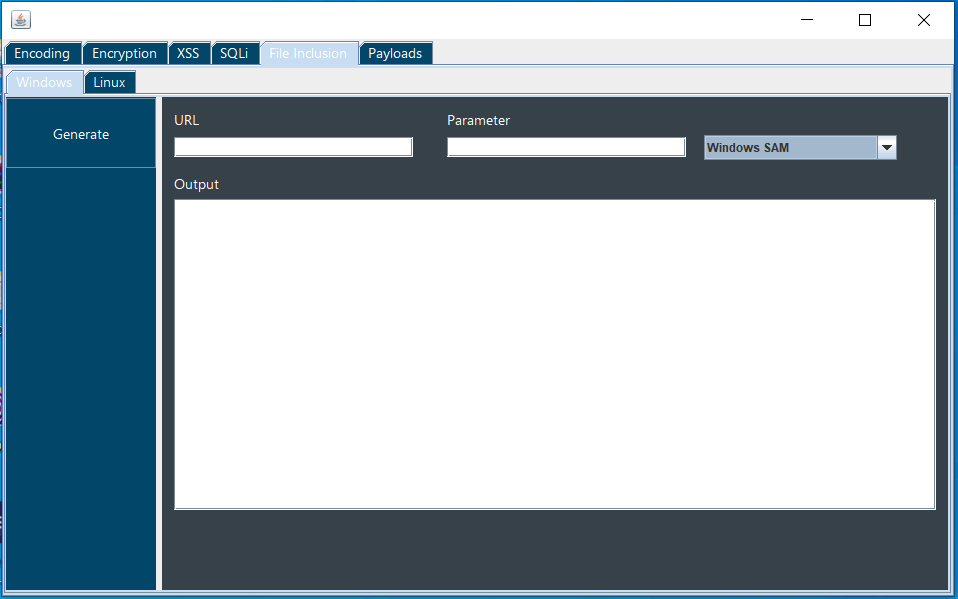 Encoding Encryption XSS SQLi File Inclusion Payloads
Windows Linux
Generate
URL Parameter
Windows SAM
Output